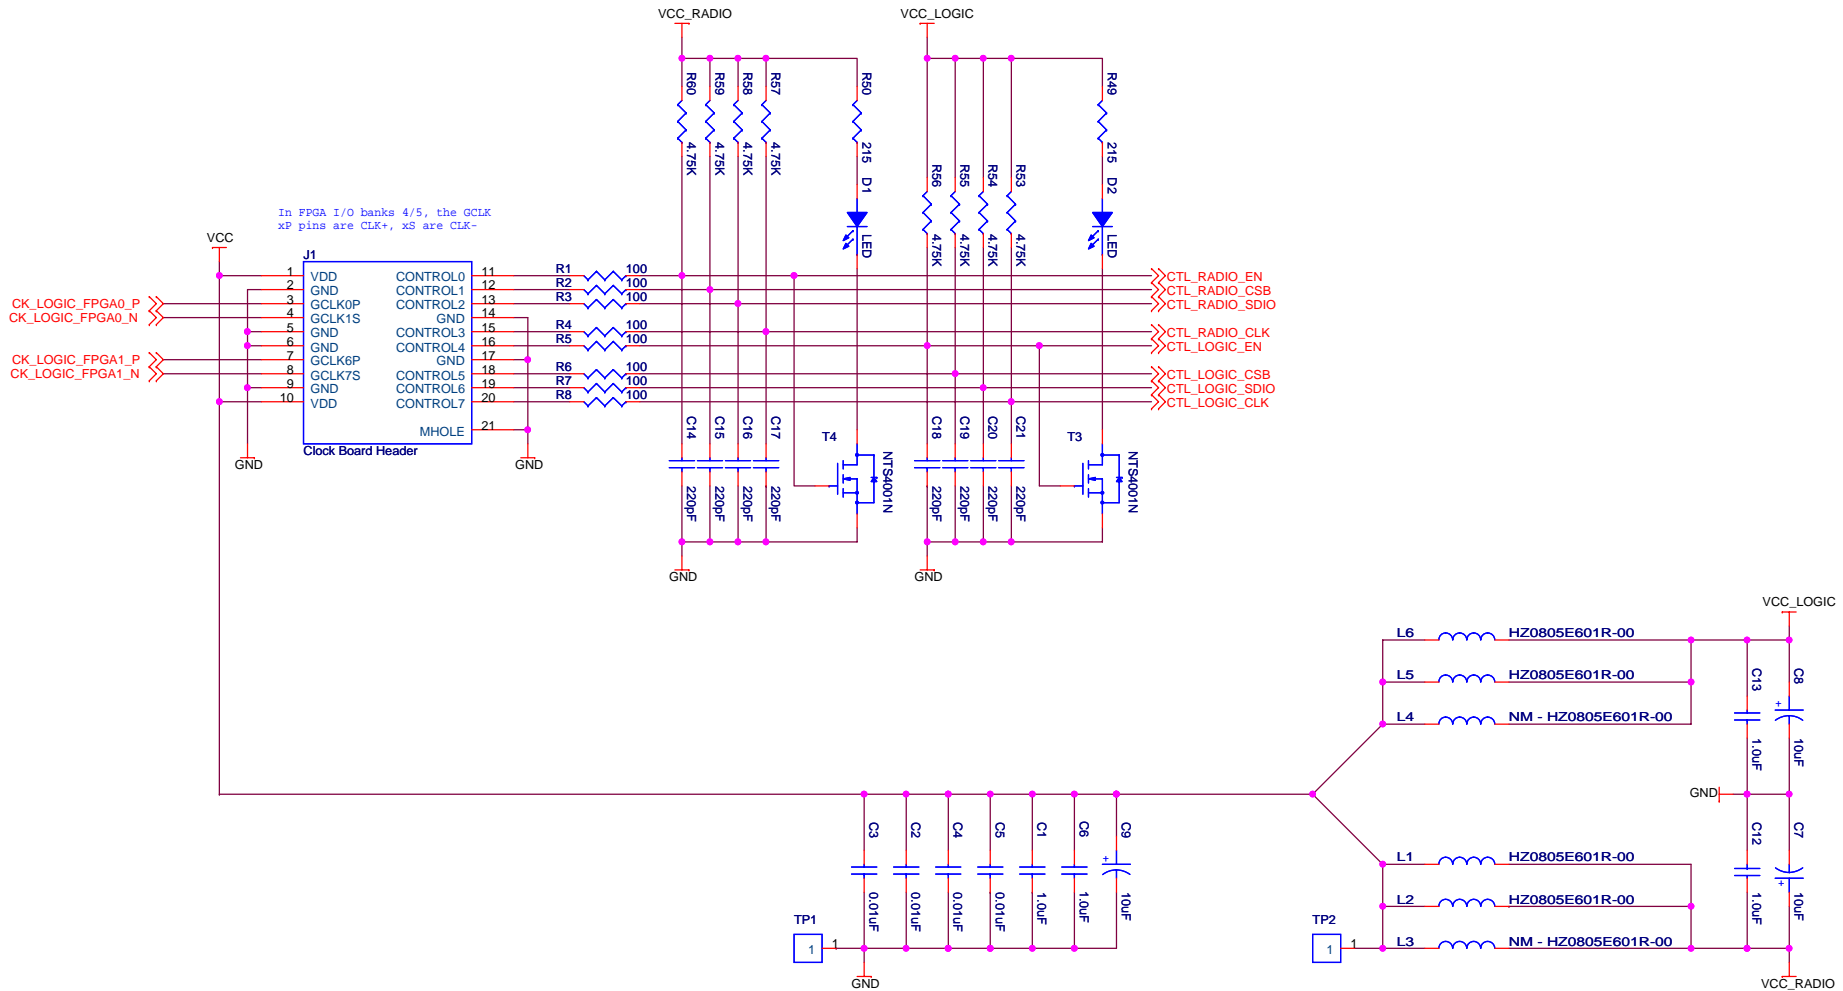 VCC_RADIO
VCC_LOGIC
R60
R59
R58
R57
R50
R49
4.75K
4.75K
4.75K
4.75K
215
215
D1
LED
R56
R55
R54
R53
D2
LED
4.75K
4.75K
4.75K
4.75K
In FPGA I/O banks 4/5, the GCLK
xP pins are CLK+, xS are CLK-
VCC
J1
1 VDD CONTROL0 11 R1 100 CTL_RADIO_EN
2 GND CONTROL1 12 R2 100 CTL_RADIO_CSB
CK_LOGIC_FPGA0_P 3 GCLK0P CONTROL2 13 R3 100 CTL_RADIO_SDIO
CK_LOGIC_FPGA0_N 4 GCLK1S GND 14
5 GND CONTROL3 15 R4 100 CTL_RADIO_CLK
6 GND CONTROL4 16 R5 100 CTL_LOGIC_EN
CK_LOGIC_FPGA1_P 7 GCLK6P GND 17
CK_LOGIC_FPGA1_N 8 GCLK7S CONTROL5 18 R6 100 CTL_LOGIC_CSB
9 GND CONTROL6 19 R7 100 CTL_LOGIC_SDIO
10 VDD CONTROL7 20 R8 100 CTL_LOGIC_CLK
MHOLE 21
Clock Board Header
GND
GND
C14
C15
C16
C17
220pF
220pF
220pF
220pF
T4
NTS4001N
GND
C18
C19
C20
C21
220pF
220pF
220pF
220pF
T3
NTS4001N
GND
VCC_LOGIC
L6 HZ0805E601R-00
L5 HZ0805E601R-00
L4 NM - HZ0805E601R-00
C13
1.0uF
C8
+
10uF
GND
C3
0.01uF
C2
0.01uF
C4
0.01uF
C5
0.01uF
C1
1.0uF
C6
1.0uF
C9
+
10uF
TP1
1 1
GND
L1 HZ0805E601R-00
L2 HZ0805E601R-00
L3 NM - HZ0805E601R-00
C12
1.0uF
C7
+
10uF
TP2
1 1
VCC_RADIO